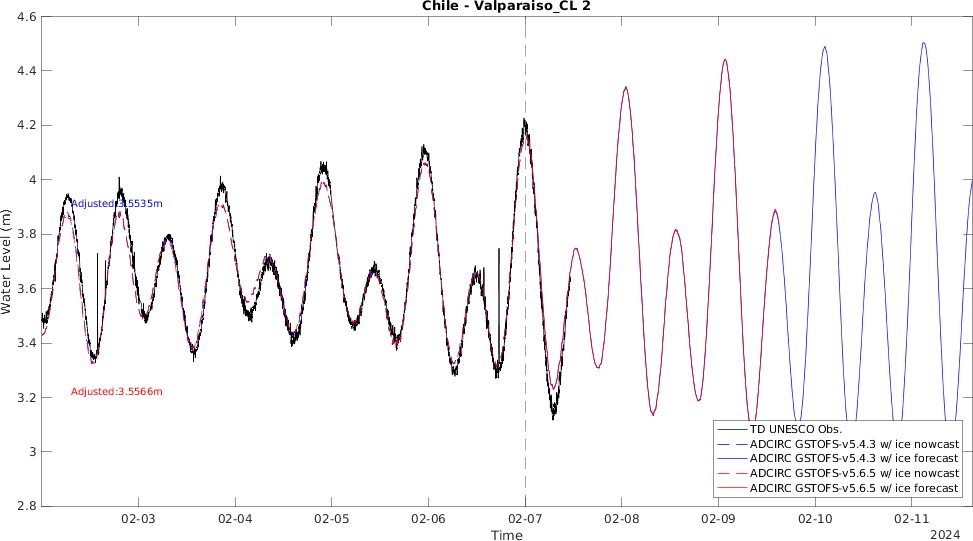 Chile - Valparaiso_CL 2
4.6
4.4
4.2
4
3.8
3.6
3.4
3.2
3
2.8
Water Level (m)
Adjusted:3.5535m
Adjusted:3.5566m
TD UNESCO Obs.
ADCIRC GSTOFS-v5.4.3 w/ ice nowcast
ADCIRC GSTOFS-v5.4.3 w/ ice forecast
ADCIRC GSTOFS-v5.6.5 w/ ice nowcast
ADCIRC GSTOFS-v5.6.5 w/ ice forecast
02-03 02-04 02-05 02-06 02-07 02-08 02-09 02-10 02-11
Time
2024